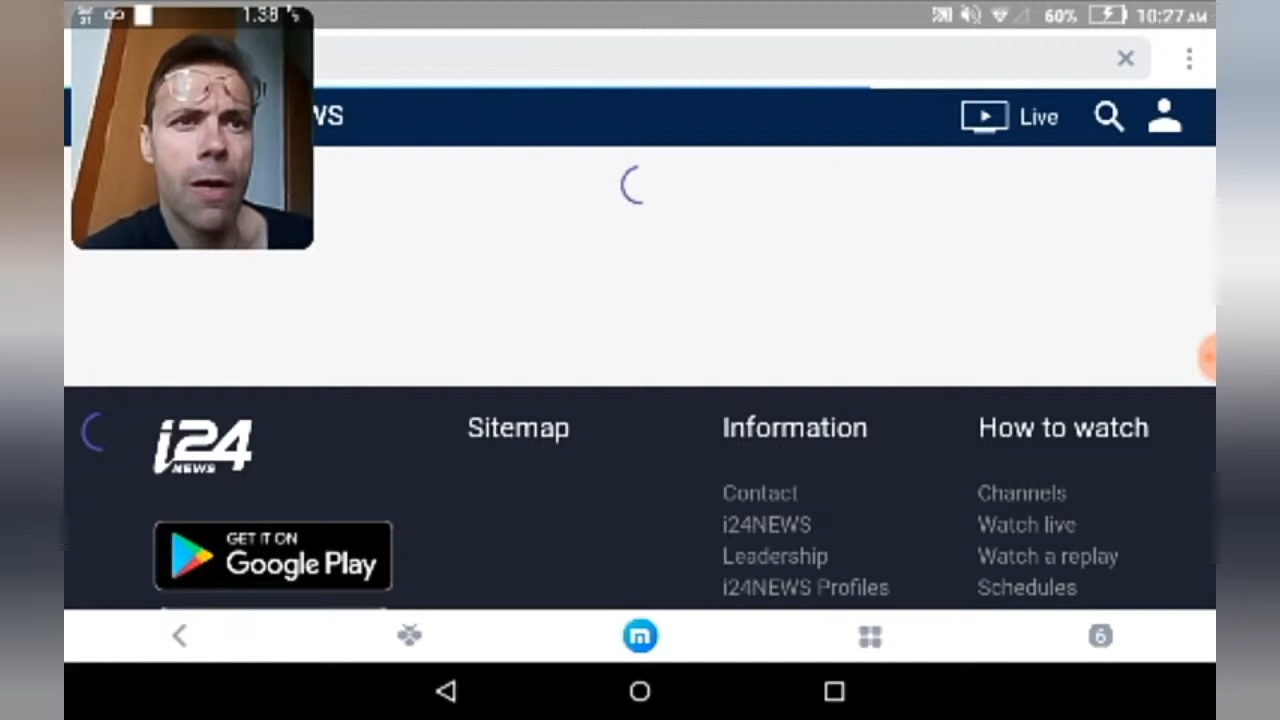 1.38
60% 10:27 AM
WS
Live
i24
NEWS
Sitemap
Information
How to watch
Contact
i24NEWS
Leadership
i24NEWS Profiles
Channels
Watch live
Watch a replay
Schedules
GET IT ON
Google Play
6